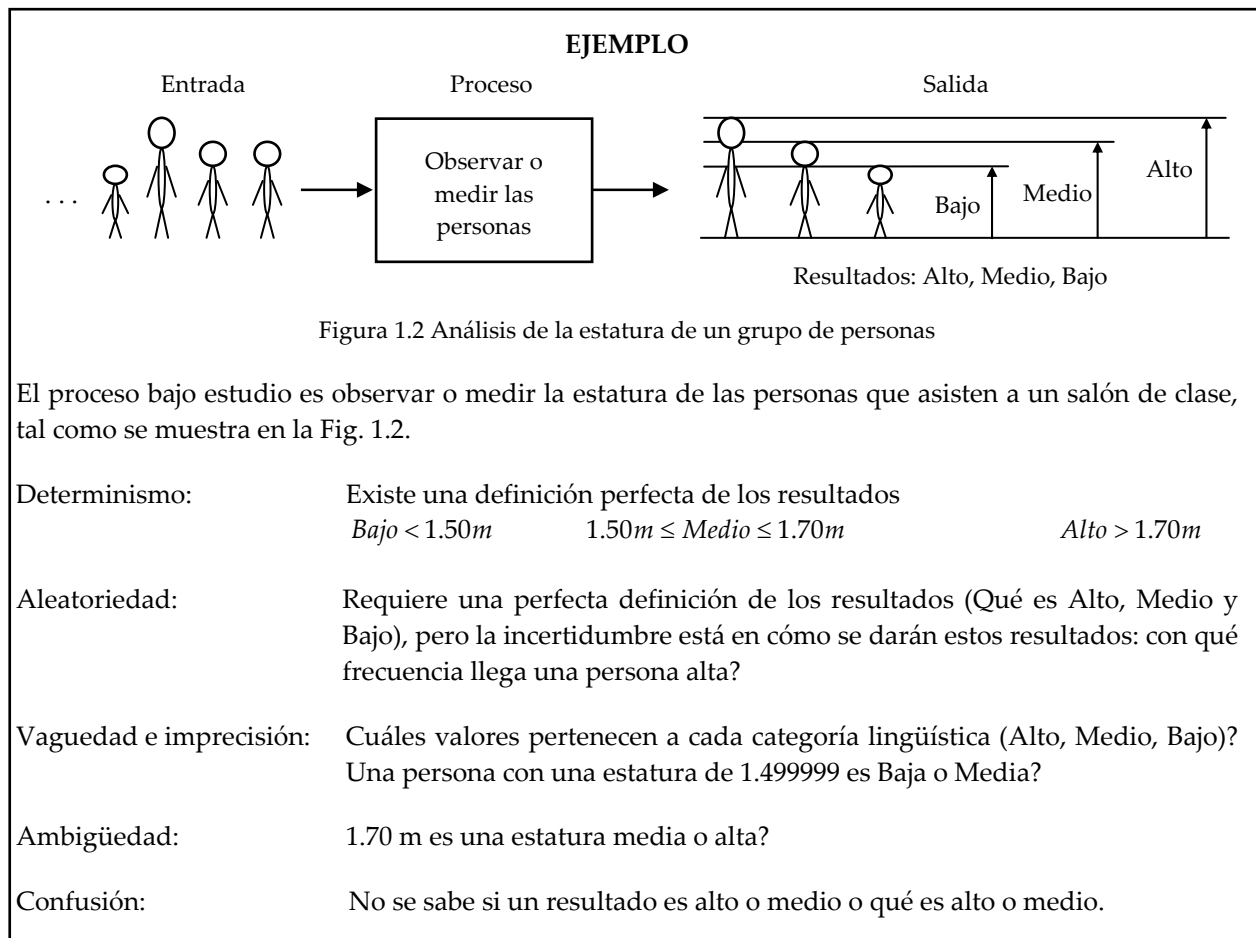 EJEMPLO
Entrada Proceso Salida
Observar o
medir las
personas
. . .
Bajo Medio Alto
Resultados: Alto, Medio, Bajo
Figura 1.2 Análisis de la estatura de un grupo de personas
El proceso bajo estudio es observar o medir la estatura de las personas que asisten a un salón de clase,
tal como se muestra en la Fig. 1.2.
Determinismo: Existe una definición perfecta de los resultados
Bajo < 1.50m 1.50m ≤ Medio ≤ 1.70m Alto > 1.70m
Aleatoriedad: Requiere una perfecta definición de los resultados (Qué es Alto, Medio y
Bajo), pero la incertidumbre está en cómo se darán estos resultados: con qué
frecuencia llega una persona alta?
Vaguedad e imprecisión: Cuáles valores pertenecen a cada categoría lingüística (Alto, Medio, Bajo)?
Una persona con una estatura de 1.499999 es Baja o Media?
Ambigüedad: 1.70 m es una estatura media o alta?
Confusión: No se sabe si un resultado es alto o medio o qué es alto o medio.